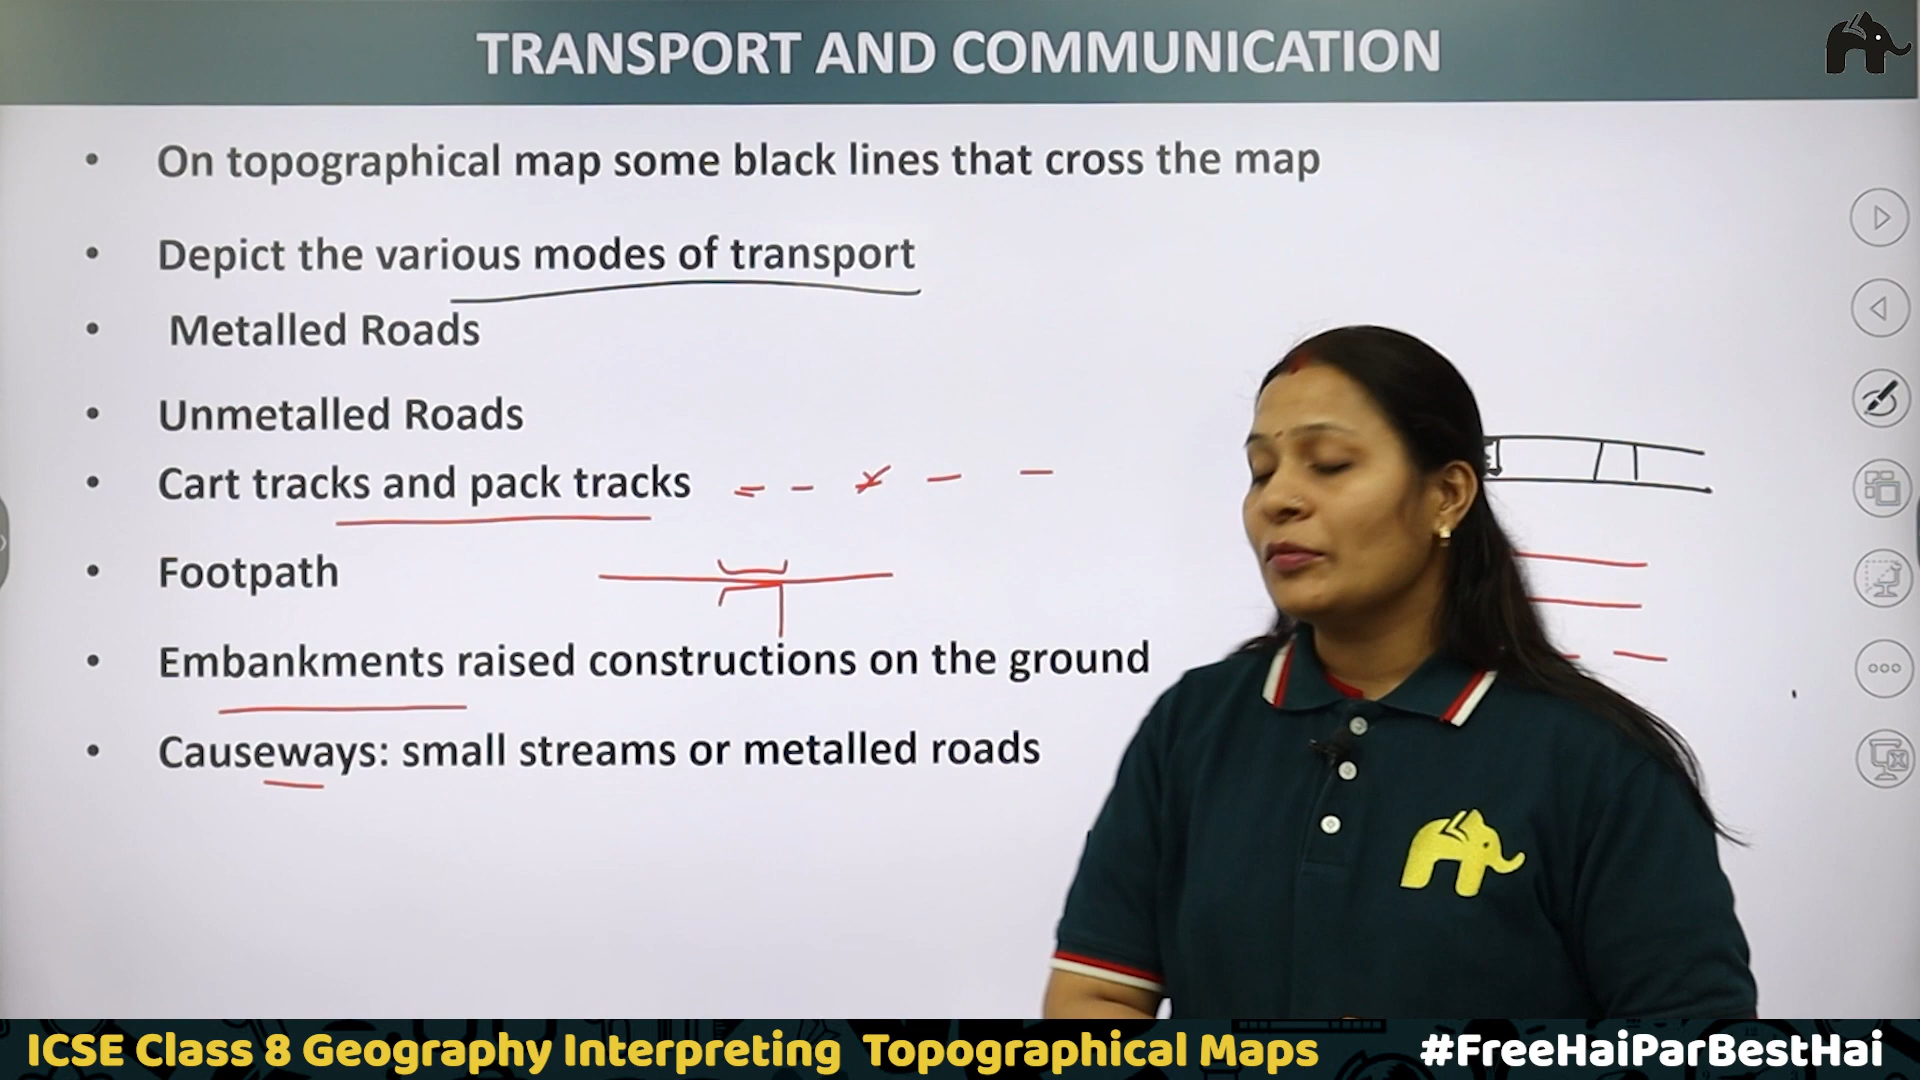 TRANSPORT AND COMMUNICATION
• On topographical map some black lines that cross the map
• Depict the various modes of transport
• Metalled Roads
• Unmetalled Roads
• Cart tracks and pack tracks
• Footpath
• Embankments raised constructions on the ground
• Causeways: small streams or metalled roads
ICSE Class 8 Geography Interpreting Topographical Maps #FreeHaiParBestHai